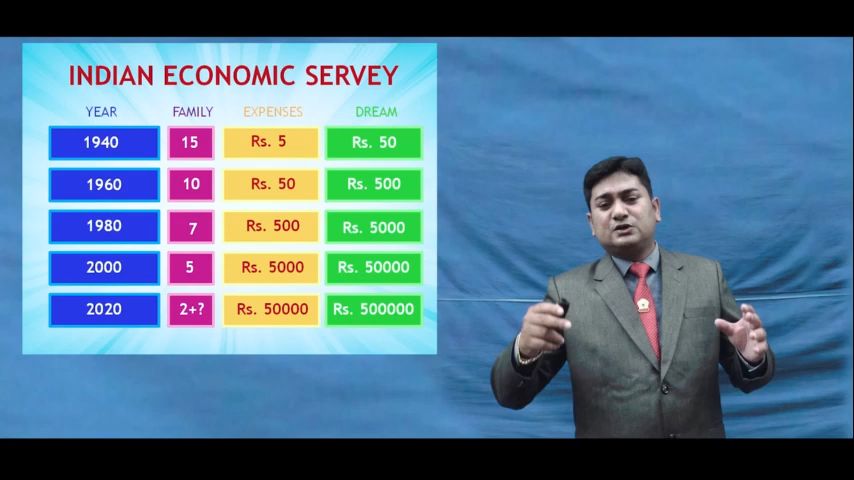 INDIAN ECONOMIC SERVEY
YEAR FAMILY EXPENSES DREAM
1940 15 Rs. 5 Rs. 50
1960 10 Rs. 50 Rs. 500
1980 7 Rs. 500 Rs. 5000
2000 5 Rs. 5000 Rs. 50000
2020 2+? Rs. 50000 Rs. 500000